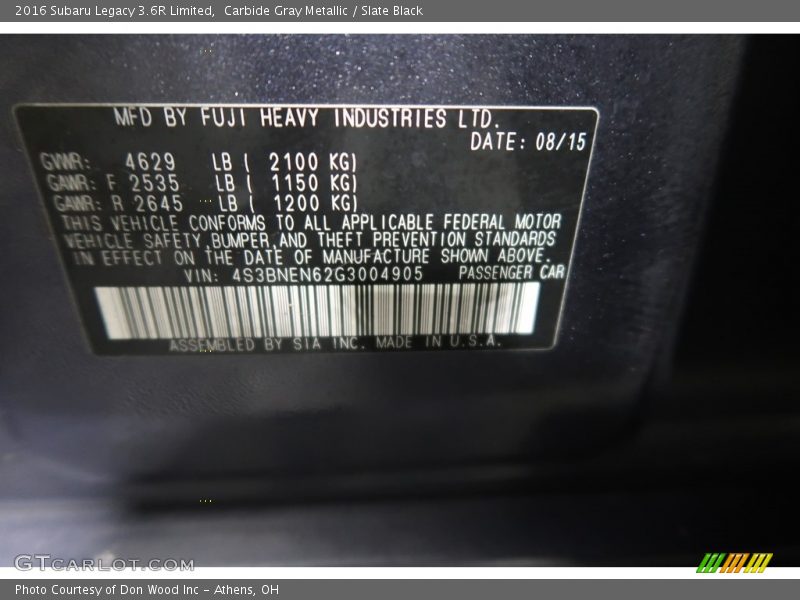 2016 Subaru Legacy 3.6R Limited,  Carbide Gray Metallic / Slate Black
MFD BY FUJI HEAVY INDUSTRIES LTD.
DATE: 08/15
GVWR: 4629 LB ( 2100 KG)
GAWR: F 2535 LB ( 1150 KG)
GAWR: R 2645 LB ( 1200 KG)
THIS VEHICLE CONFORMS TO ALL APPLICABLE FEDERAL MOTOR
VEHICLE SAFETY,BUMPER,AND THEFT PREVENTION STANDARDS
IN EFFECT ON THE DATE OF MANUFACTURE SHOWN ABOVE.
VIN: 4S3BNEN62G3004905 PASSENGER CAR
ASSEMBLED BY SIA INC. MADE IN U.S.A.
GTcarlot.com
Photo Courtesy of Don Wood Inc – Athens, OH